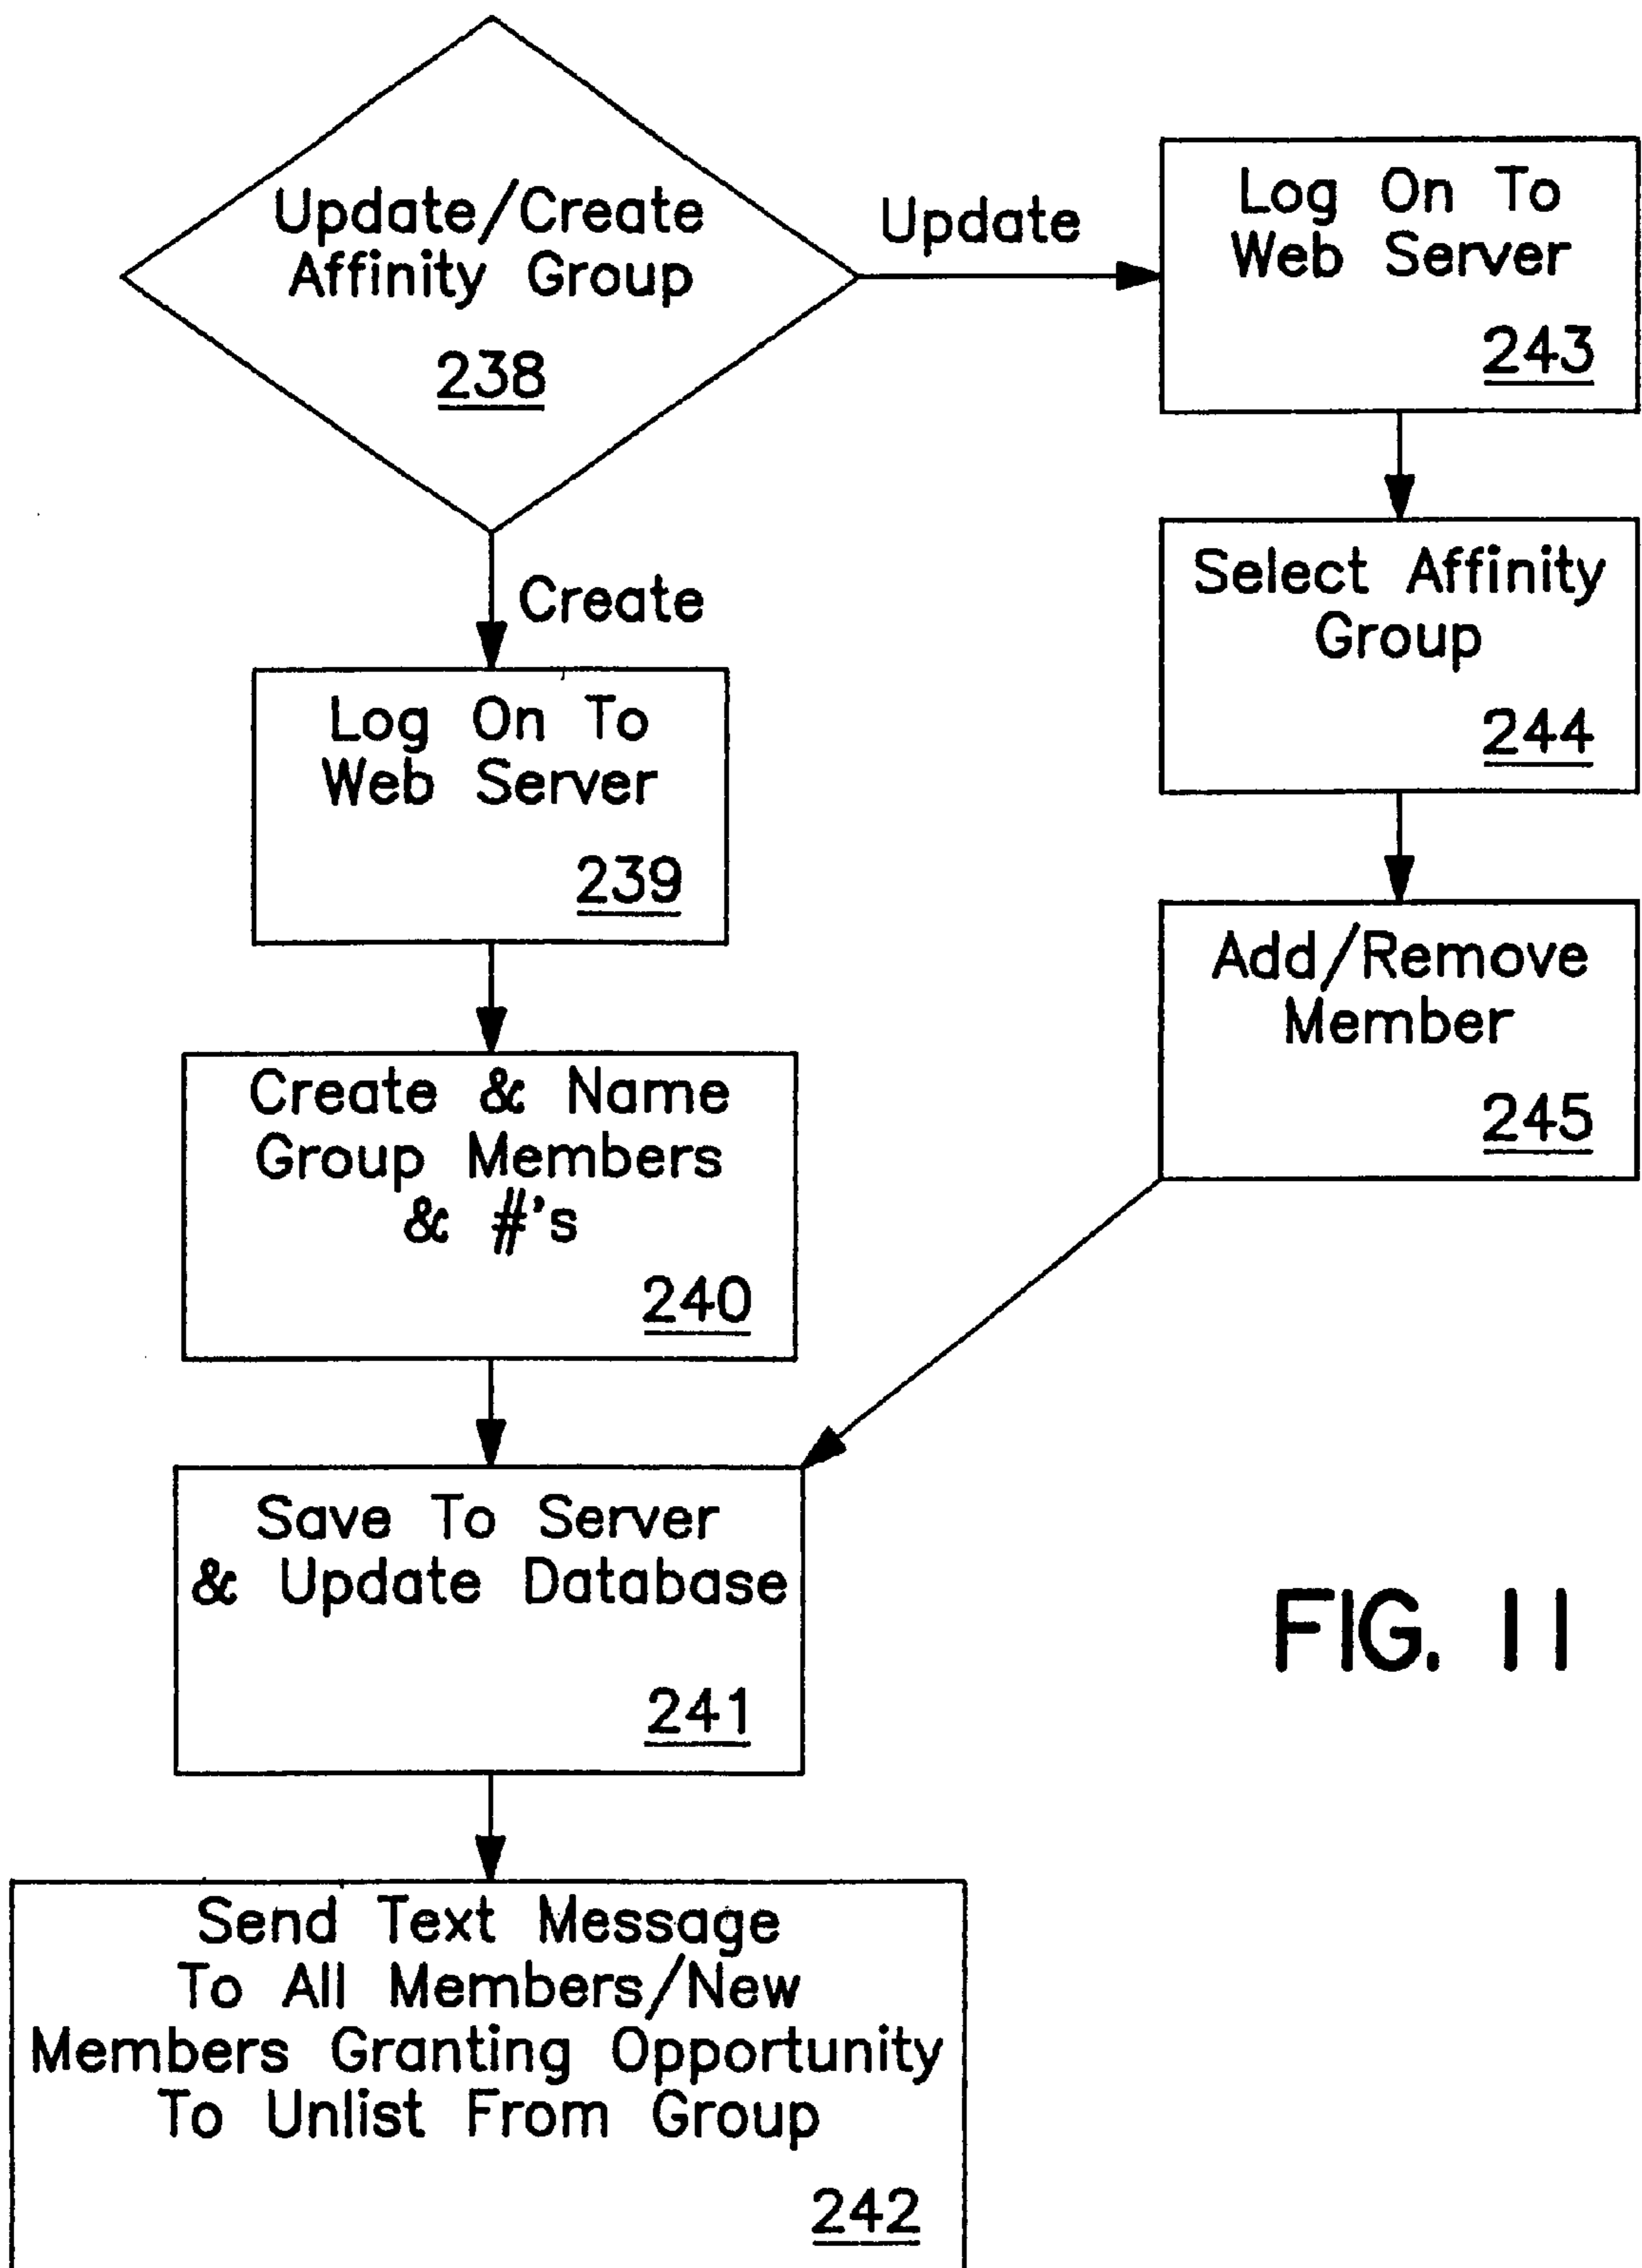 Update/Create
Affinity Group
238
Update
Create
Log On To
Web Server
243
Select Affinity
Group
244
Add/Remove
Member
245
Log On To
Web Server
239
Create & Name
Group Members
& #'s
240
Save To Server
& Update Database
241
Send Text Message
To All Members/New
Members Granting Opportunity
To Unlist From Group
242
FIG. 11